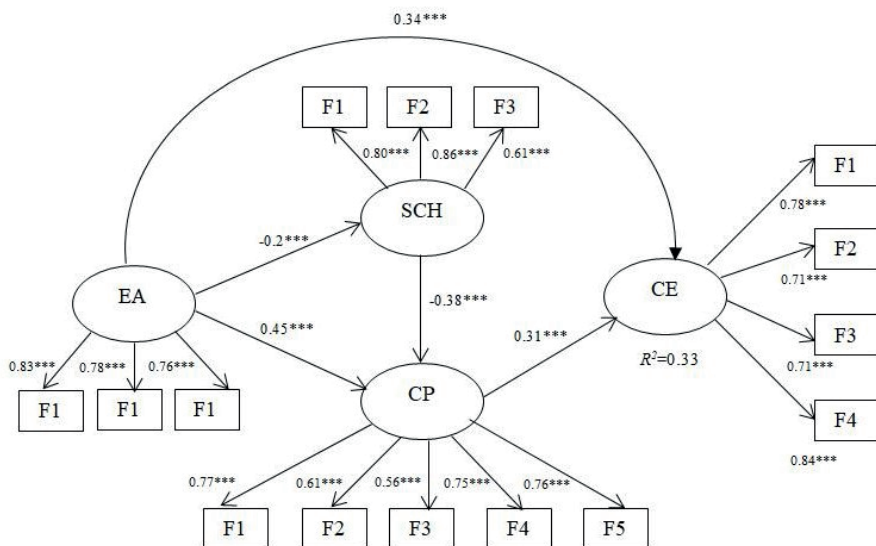 0.34***
F1 F2 F3
0.80*** 0.86*** 0.61***
SCH
F1
0.78***
F2
0.71***
-0.2***
EA
CE
-0.38***
0.45***
0.31***
F3
R²=0.33
0.71***
0.83*** 0.78*** 0.76***
F1 F1 F1
CP
F4
0.84***
0.77*** 0.61*** 0.56*** 0.75*** 0.76***
F1 F2 F3 F4 F5